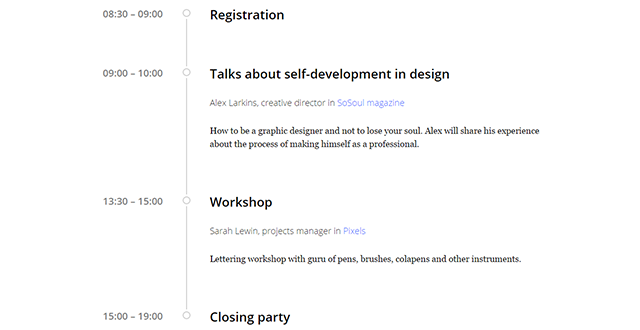 08:30 – 09:00 Registration
09:00 – 10:00 Talks about self-development in design
Alex Larkins, creative director in SoSoul magazine
How to be a graphic designer and not to lose your soul. Alex will share his experience
about the process of making himself as a professional.
13:30 – 15:00 Workshop
Sarah Lewin, projects manager in Pixels
Lettering workshop with guru of pens, brushes, colapens and other instruments.
15:00 – 19:00 Closing party